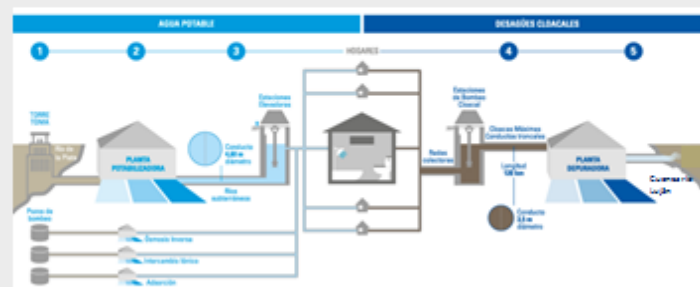 AGUA POTABLE
DESAGÜES CLOACALES
1
2
3
HOGARES
4
5
TORRE
TOMA
Río de
la Plata
PLANTA
POTABILIZADORA
Conducto
diámetro
Estaciones
Elevadoras
Ríos
subterráneos
Redes
colectoras
Estaciones
de Bombeo
Cloacal
Cloacas Máximas
Conductos troncales
Longitud
Conducto
diámetro
PLANTA
DEPURADORA
Luján
Pozos de
bombeo
Ósmosis Inversa
Intercambio Iónico
Adsorción